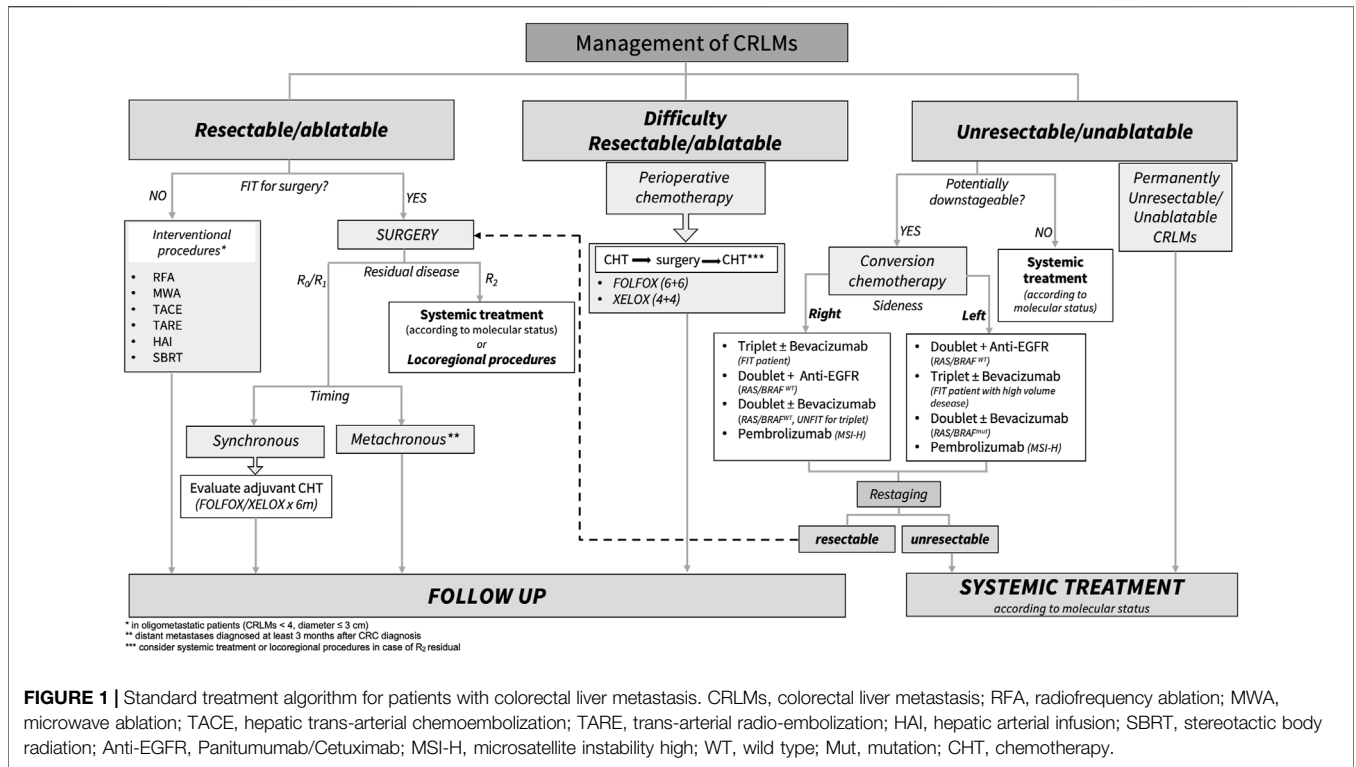 Management of CRLMs
Resectable/ablatable
FIT for surgery?
NO
YES
Interventional
procedures*
• RFA
• MWA
• TACE
• TARE
• HAI
• SBRT
SURGERY
Residual disease
R0/R1
R2
Systemic treatment
(according to molecular status)
or
Locoregional procedures
Timing
Synchronous
Metachronous**
Evaluate adjuvant CHT
(FOLFOX/XELOX x 6m)
Difficulty
Resectable/ablatable
Perioperative
chemotherapy
CHT → surgery → CHT***
• FOLFOX (6+6)
• XELOX (4+4)
Unresectable/unablatable
Potentially
downstageable?
YES
NO
Conversion
chemotherapy
Systemic
treatment
(according to
molecular status)
Permanently
Unresectable/
Unablatable
CRLMs
Sideness
Right
Left
• Triplet ± Bevacizumab
(FIT patient)
• Doublet + Anti-EGFR
(RAS/BRAF WT)
• Doublet ± Bevacizumab
(RAS/BRAFWT, UNFIT for triplet)
• Pembrolizumab (MSI-H)
• Doublet + Anti-EGFR
(RAS/BRAF WT)
• Triplet ± Bevacizumab
(FIT patient with high volume
desease)
• Doublet ± Bevacizumab
(RAS/BRAFmut)
• Pembrolizumab (MSI-H)
Restaging
resectable
unresectable
FOLLOW UP
SYSTEMIC TREATMENT
according to molecular status
* in oligometastatic patients (CRLMs < 4, diameter ≤ 3 cm)
** distant metastases diagnosed at least 3 months after CRC diagnosis
*** consider systemic treatment or locoregional procedures in case of R2 residual
FIGURE 1 | Standard treatment algorithm for patients with colorectal liver metastasis. CRLMs, colorectal liver metastasis; RFA, radiofrequency ablation; MWA,
microwave ablation; TACE, hepatic trans-arterial chemoembolization; TARE, trans-arterial radio-embolization; HAI, hepatic arterial infusion; SBRT, stereotactic body
radiation; Anti-EGFR, Panitumumab/Cetuximab; MSI-H, microsatellite instability high; WT, wild type; Mut, mutation; CHT, chemotherapy.